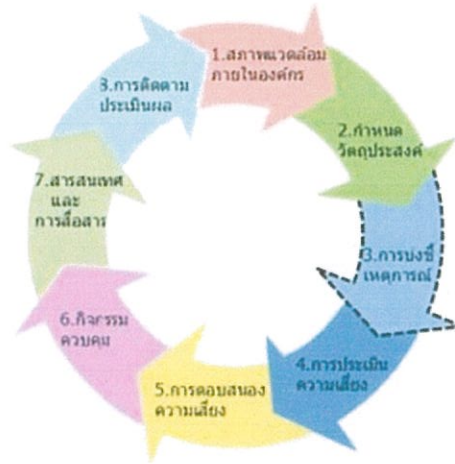 1.สภาพแวดล้อม
ภายในองค์กร
2.กำหนด
วัตถุประสงค์
3.การบ่งชี้
เหตุการณ์
4.การประเมิน
ความเสี่ยง
5.การตอบสนอง
ความเสี่ยง
6.กิจกรรม
ควบคุม
7.สารสนเทศ
และ
การสื่อสาร
8.การติดตาม
ประเมินผล